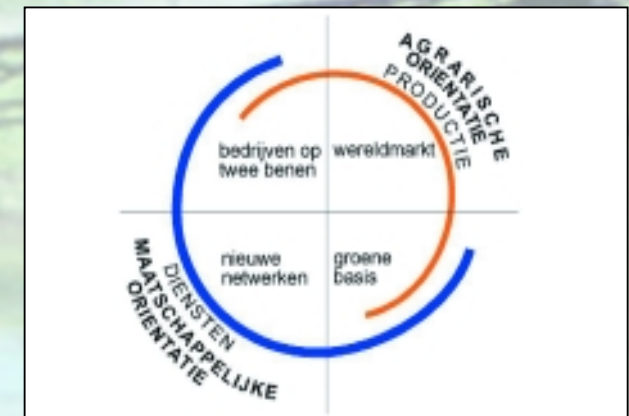 AGRARISCHE
ORIENTATIE
PRODUCTIE
bedrijven op
twee benen
wereldmarkt
nieuwe
netwerken
groene
basis
DIENSTEN
MAATSCHAPPELIJKE
ORIENTATIE